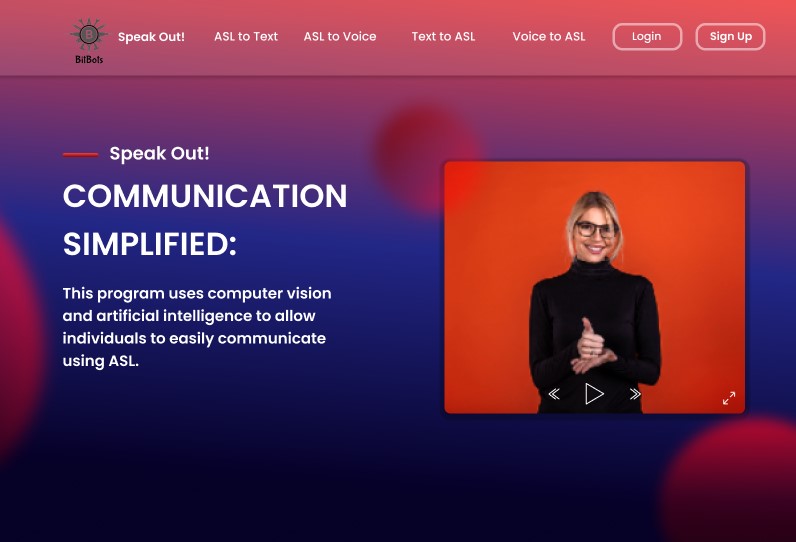 BitBots
Speak Out!
ASL to Text
ASL to Voice
Text to ASL
Voice to ASL
Login
Sign Up
Speak Out!
COMMUNICATION
SIMPLIFIED:
This program uses computer vision
and artificial intelligence to allow
individuals to easily communicate
using ASL.